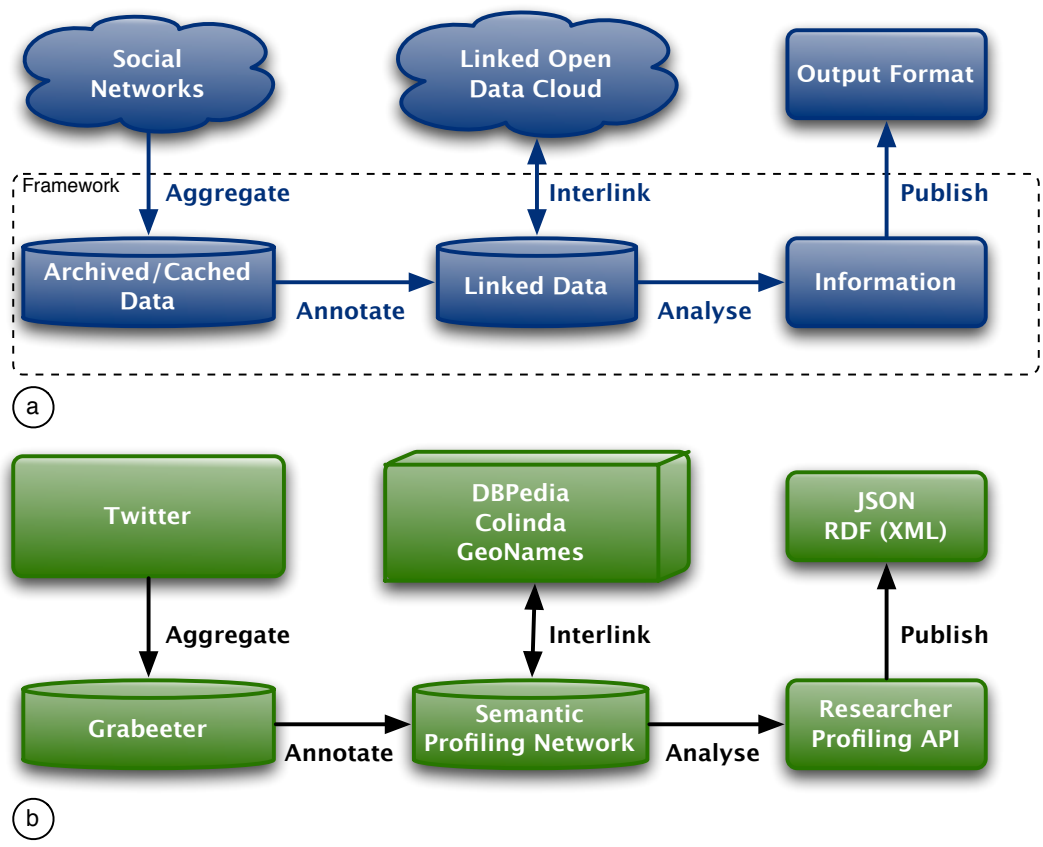 Social
Networks
Linked Open
Data Cloud
Output Format
Framework
Aggregate
Interlink
Publish
Archived/Cached
Data
Annotate
Linked Data
Analyse
Information
a
Twitter
DBPedia
Colinda
GeoNames
JSON
RDF (XML)
Aggregate
Interlink
Publish
Grabeeter
Annotate
Semantic
Profiling Network
Analyse
Researcher
Profiling API
b